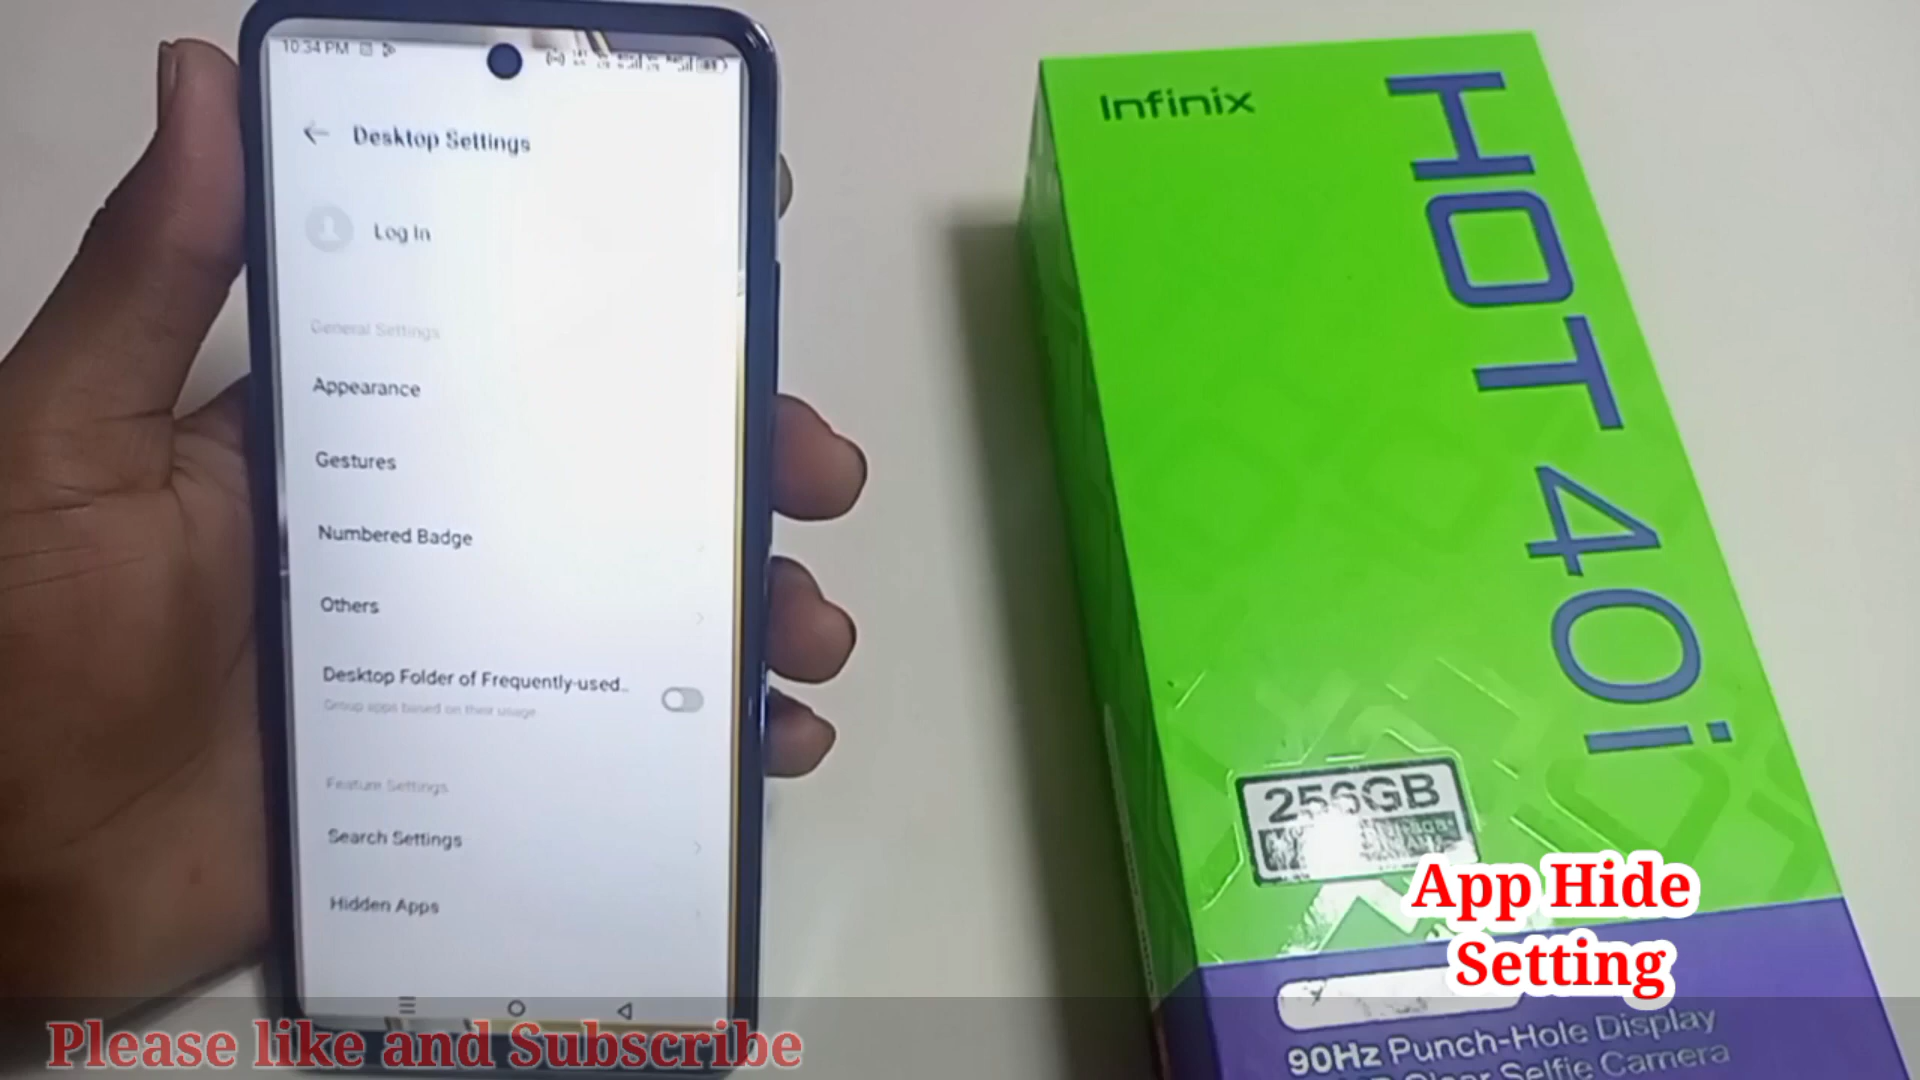 10:34 PM
Desktop Settings
Log In
General Settings
Appearance
Gestures
Numbered Badge
Others
Desktop Folder of Frequently-used..
Group apps based on their usage
Feature Settings
Search Settings
Hidden Apps
Infinix
HOT 40i
256GB
90Hz Punch-Hole Display
Selfie Camera
App Hide
Setting
Please like and Subscribe